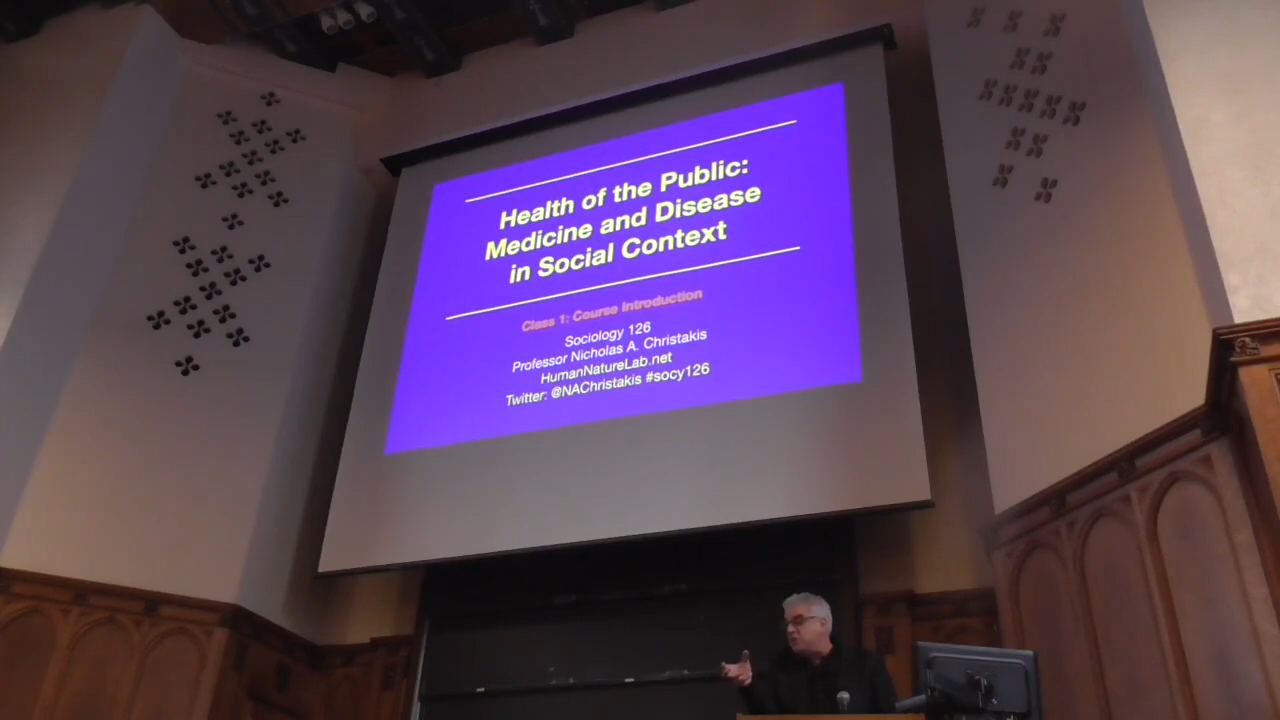 Health of the Public:
Medicine and Disease
in Social Context
Class 1: Course Introduction
Sociology 126
Professor Nicholas A. Christakis
HumanNatureLab.net
Twitter: @NAChristakis #socy126